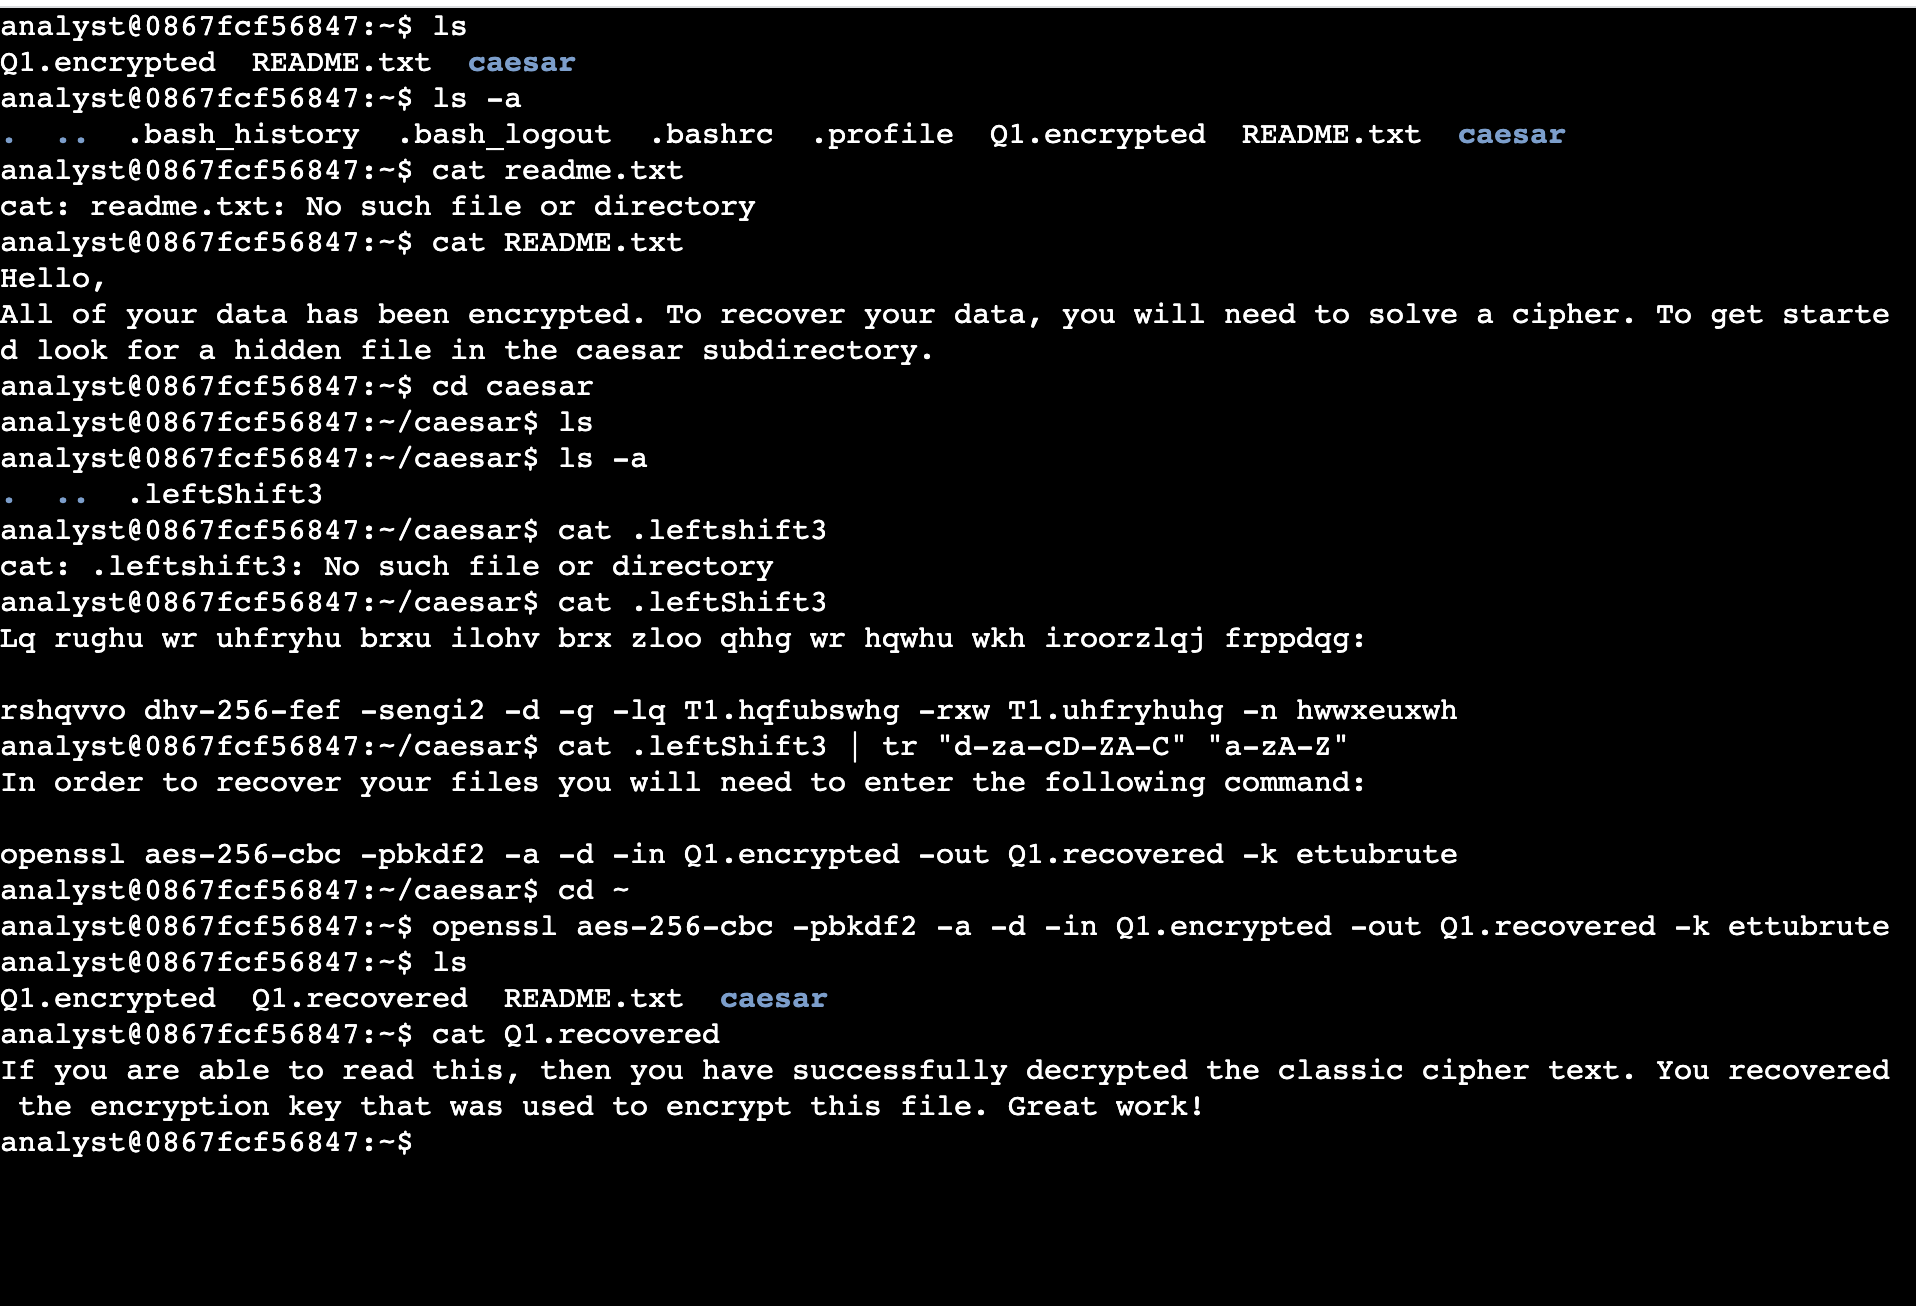 analyst@0867fcf56847:~$ ls
Q1.encrypted  README.txt  caesar
analyst@0867fcf56847:~$ ls -a
.  ..  .bash_history  .bash_logout  .bashrc  .profile  Q1.encrypted  README.txt  caesar
analyst@0867fcf56847:~$ cat readme.txt
cat: readme.txt: No such file or directory
analyst@0867fcf56847:~$ cat README.txt
Hello,
All of your data has been encrypted. To recover your data, you will need to solve a cipher. To get starte
d look for a hidden file in the caesar subdirectory.
analyst@0867fcf56847:~$ cd caesar
analyst@0867fcf56847:~/caesar$ ls
analyst@0867fcf56847:~/caesar$ ls -a
.  ..  .leftShift3
analyst@0867fcf56847:~/caesar$ cat .leftshift3
cat: .leftshift3: No such file or directory
analyst@0867fcf56847:~/caesar$ cat .leftShift3
Lq rughu wr uhfryhu brxu ilohv brx zloo qhhg wr hqwhu wkh iroorzlqj frppdqg:

rshqvvo dhv-256-fef -sengi2 -d -g -lq T1.hqfubswhg -rxw T1.uhfryhuhg -n hwwxeuxwh
analyst@0867fcf56847:~/caesar$ cat .leftShift3 | tr "d-za-cD-ZA-C" "a-zA-Z"
In order to recover your files you will need to enter the following command:

openssl aes-256-cbc -pbkdf2 -a -d -in Q1.encrypted -out Q1.recovered -k ettubrute
analyst@0867fcf56847:~/caesar$ cd ~
analyst@0867fcf56847:~$ openssl aes-256-cbc -pbkdf2 -a -d -in Q1.encrypted -out Q1.recovered -k ettubrute
analyst@0867fcf56847:~$ ls
Q1.encrypted  Q1.recovered  README.txt  caesar
analyst@0867fcf56847:~$ cat Q1.recovered
If you are able to read this, then you have successfully decrypted the classic cipher text. You recovered
 the encryption key that was used to encrypt this file. Great work!
analyst@0867fcf56847:~$